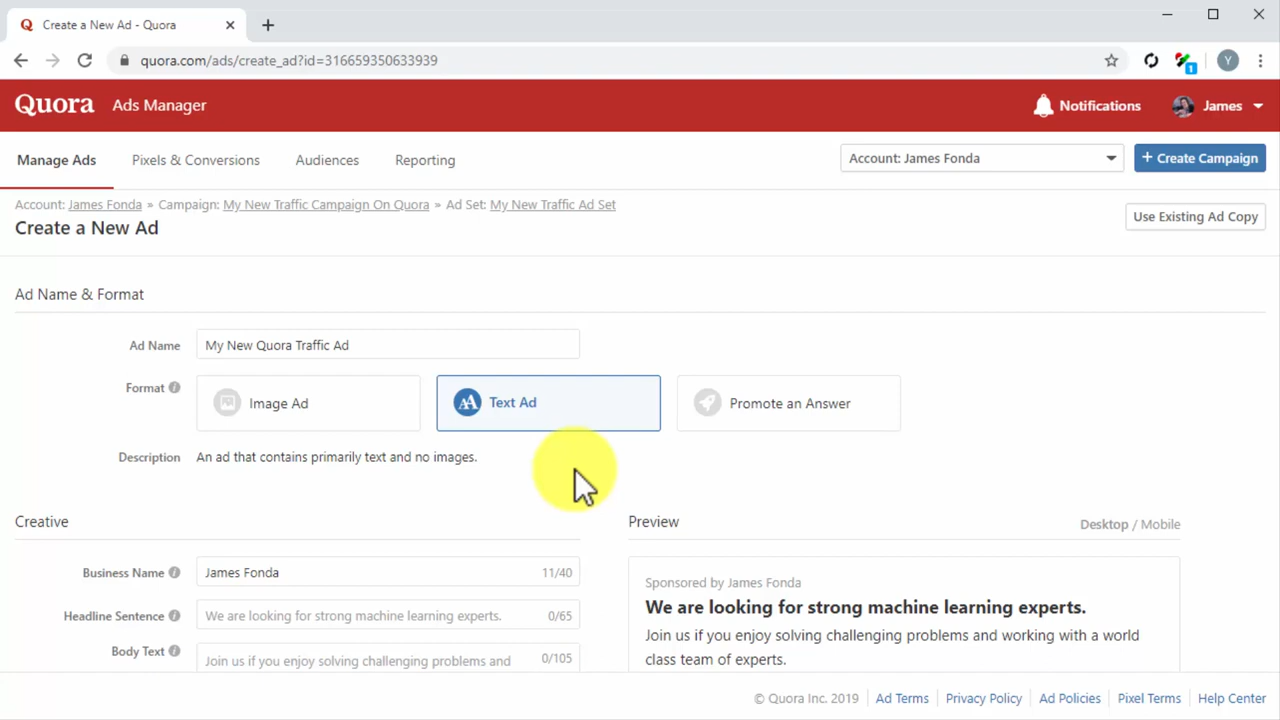 Create a New Ad - Quora
quora.com/ads/create_ad?id=316659350633939
1
Y
Quora Ads Manager Notifications James
Manage Ads Pixels & Conversions Audiences Reporting Account: James Fonda + Create Campaign
Account: James Fonda » Campaign: My New Traffic Campaign On Quora » Ad Set: My New Traffic Ad Set
Create a New Ad Use Existing Ad Copy
Ad Name & Format
Ad Name My New Quora Traffic Ad
Format Image Ad AA Text Ad Promote an Answer
Description An ad that contains primarily text and no images.
Creative Preview Desktop / Mobile
Business Name James Fonda 11/40
Sponsored by James Fonda
Headline Sentence We are looking for strong machine learning experts. 0/65
We are looking for strong machine learning experts.
Body Text Join us if you enjoy solving challenging problems and 0/105
Join us if you enjoy solving challenging problems and working with a world
class team of experts.
© Quora Inc. 2019 Ad Terms Privacy Policy Ad Policies Pixel Terms Help Center